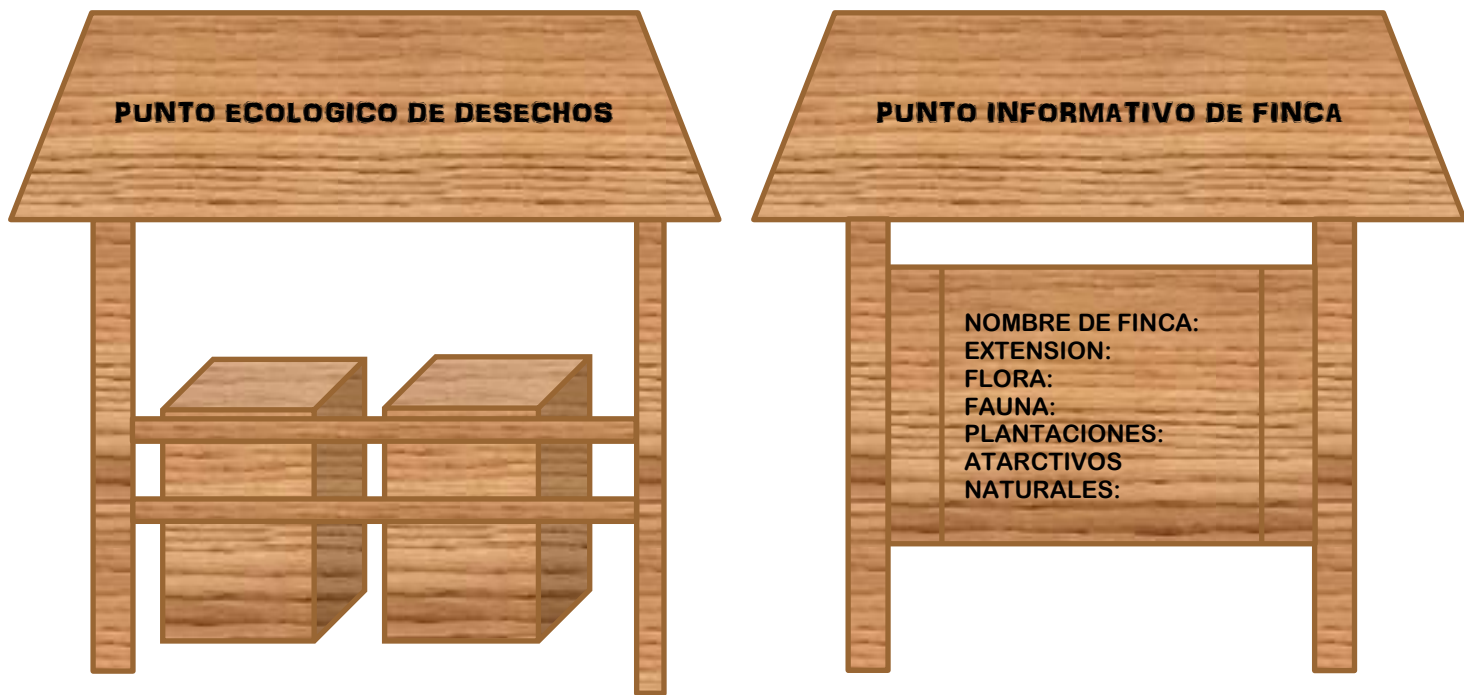 PUNTO ECOLOGICO DE DESECHOS
PUNTO INFORMATIVO DE FINCA
NOMBRE DE FINCA:
EXTENSION:
FLORA:
FAUNA:
PLANTACIONES:
ATARCTIVOS
NATURALES: